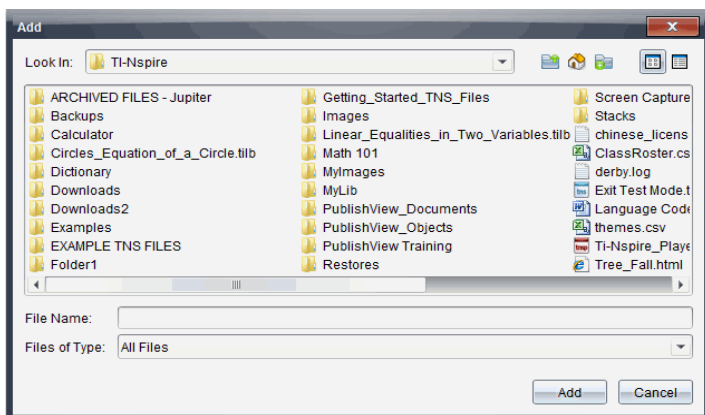 Add
Look In: TI-Nspire
ARCHIVED FILES - Jupiter
Backups
Calculator
Circles_Equation_of_a_Circle.tilb
Dictionary
Downloads
Downloads2
Examples
EXAMPLE TNS FILES
Folder1
Getting_Started_TNS_Files
Images
Linear_Equalities_in_Two_Variables.tilb
Math 101
MyImages
MyLib
PublishView_Documents
PublishView_Objects
PublishView Training
Restores
Screen Capture
Stacks
chinese_licens
ClassRoster.cs
derby.log
Exit Test Mode.t
Language Code
themes.csv
TI-Nspire_Playe
Tree_Fall.html
File Name:
Files of Type: All Files
Add Cancel